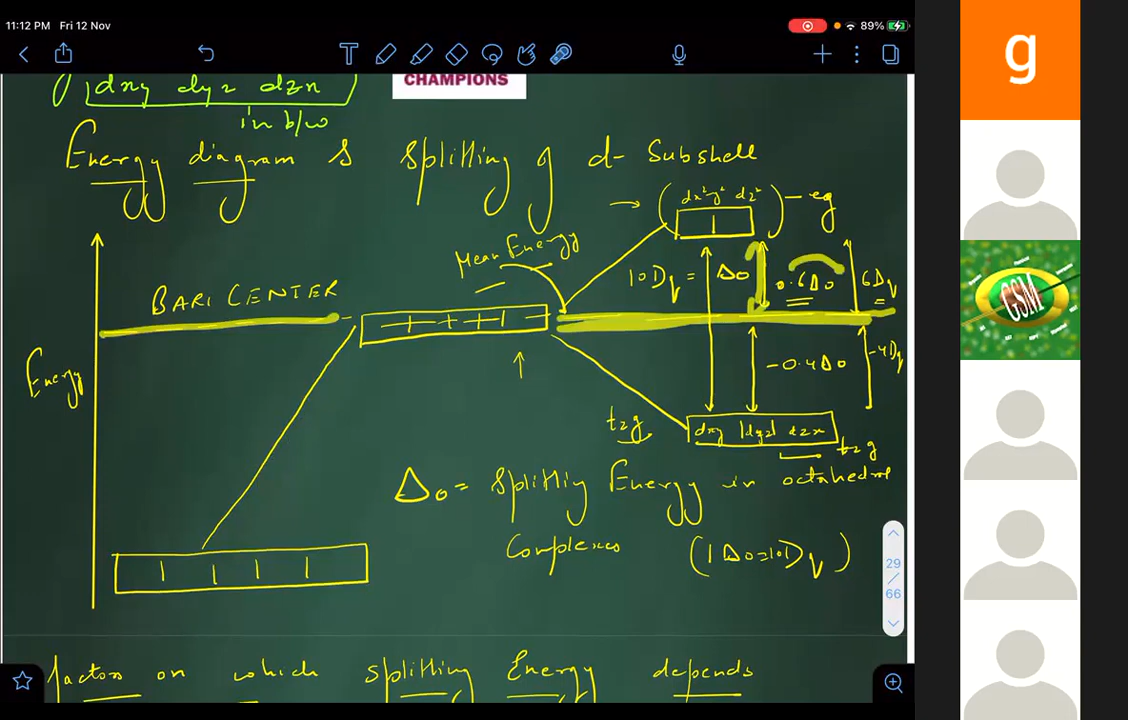 11:12 PM Fri 12 Nov
89%
CHAMPIONS
dxy dyz dzx
in b/w
Energy diagram & Splitting of d- Subshell
(dx²y² dz²) - eg
Mean Energy
10Dq = Δo
0.6Δo
6Dq
BARI CENTER
Energy
-0.4Δo
-4Dq
t2g
dxy dyz dzx
t2g
Δo = Splitting Energy in octahedral
Complexes (1Δo=10Dq)
29
/
66
factors on which splitting Energy depends
g
GSM